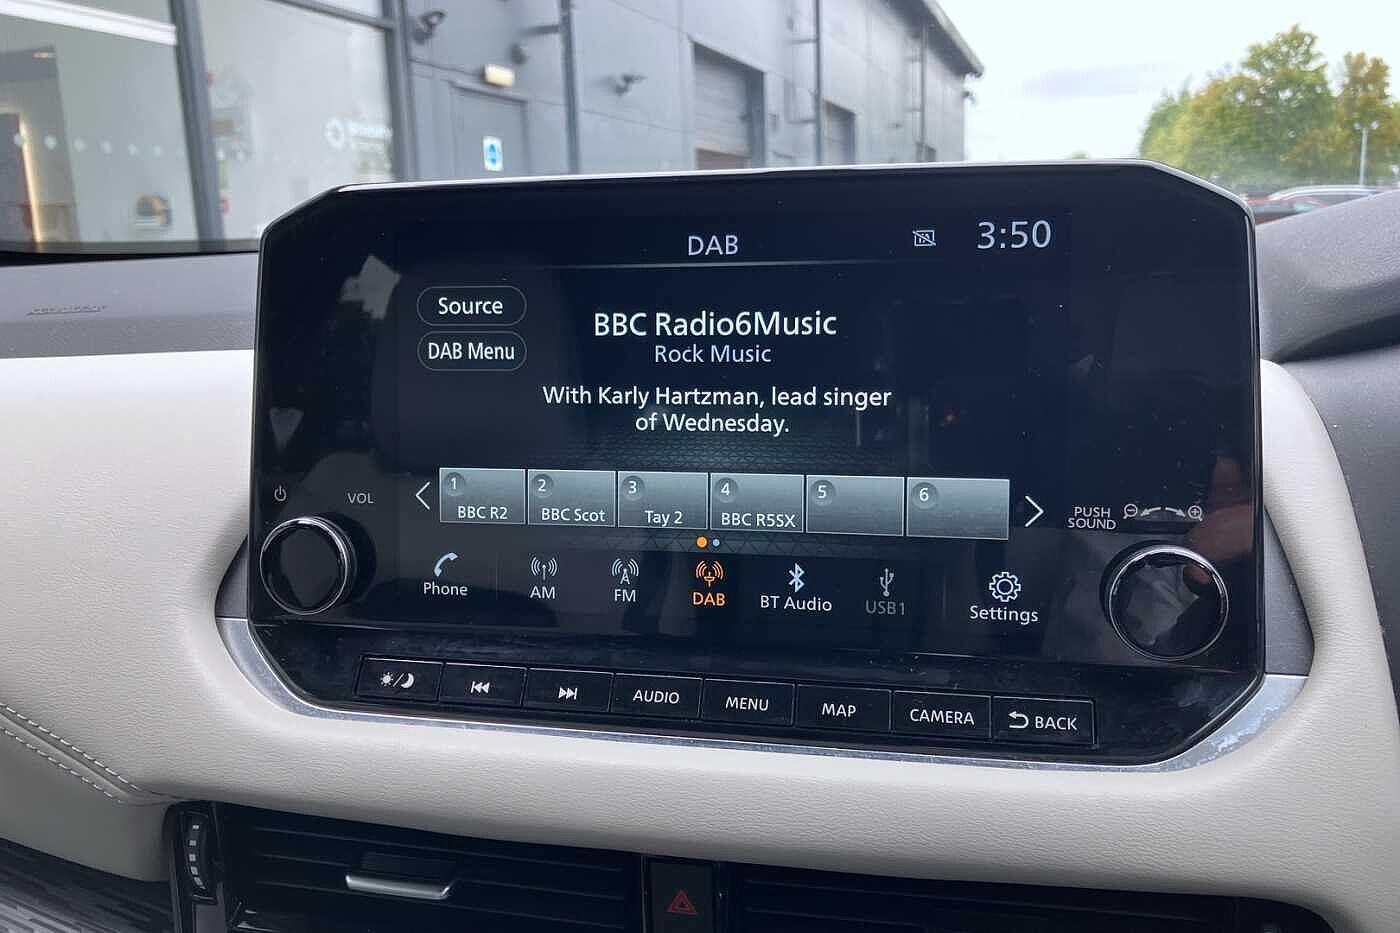 DAB
3:50
Source
DAB Menu
BBC Radio6Music
Rock Music
With Karly Hartzman, lead singer
of Wednesday.
1
BBC R2
2
BBC Scot
3
Tay 2
4
BBC R5SX
5
6
VOL
PUSH
SOUND
Phone
AM
FM
DAB
BT Audio
USB1
Settings
AUDIO
MENU
MAP
CAMERA
BACK